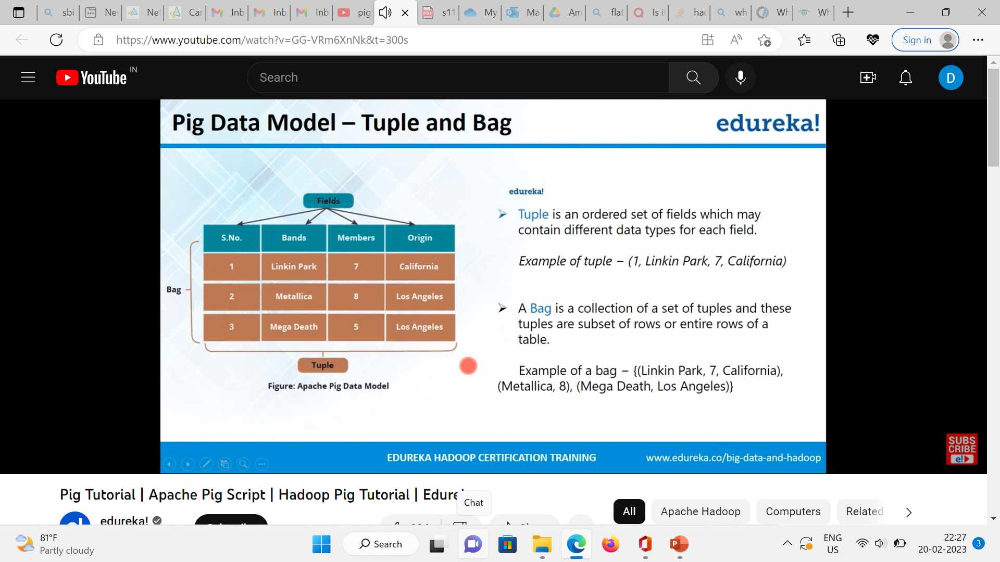 sbi
Ne
Ne
Car
Inb
Inb
Inb
pig
s11
My
Ma
Am
flat
Is i
hac
wh
Wh
Wh
https://www.youtube.com/watch?v=GG-VRm6XnNk&t=300s
Sign in
YouTube IN
Search
D
Pig Data Model – Tuple and Bag
edureka!
edureka!
Fields
S.No. Bands Members Origin
1 Linkin Park 7 California
2 Metallica 8 Los Angeles
3 Mega Death 5 Los Angeles
Bag
Tuple
Figure: Apache Pig Data Model
Tuple is an ordered set of fields which may
contain different data types for each field.
Example of tuple – (1, Linkin Park, 7, California)
A Bag is a collection of a set of tuples and these
tuples are subset of rows or entire rows of a
table.
Example of a bag – {(Linkin Park, 7, California),
(Metallica, 8), (Mega Death, Los Angeles)}
EDUREKA HADOOP CERTIFICATION TRAINING
www.edureka.co/big-data-and-hadoop
SUBS
CRIBE
e!
Pig Tutorial | Apache Pig Script | Hadoop Pig Tutorial |
Chat
edureka!
All
Apache Hadoop
Computers
Related
81°F
Partly cloudy
Search
ENG
US
22:27
20-02-2023
3